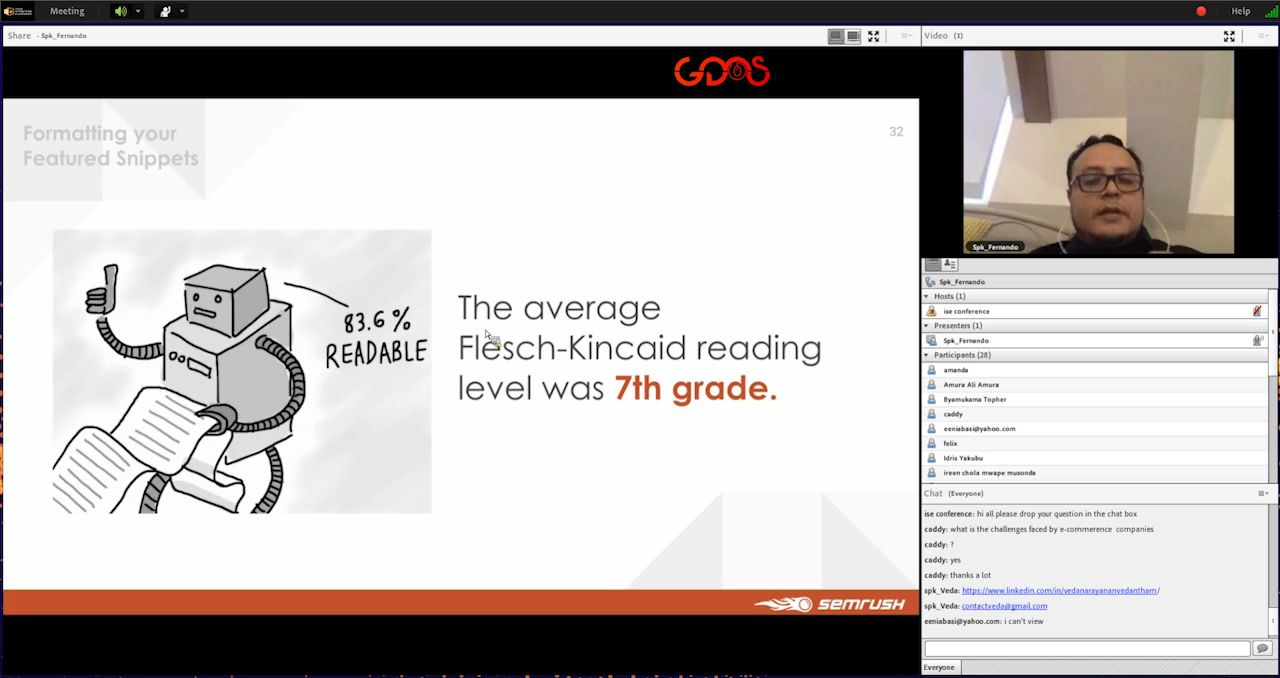 Meeting
Help
Share - Spk_Fernando
GDOS
Formatting your
Featured Snippets
32
83.6%
READABLE
The average
Flesch-Kincaid reading
level was 7th grade.
SEMRUSH
Video (1)
Spk_Fernando
Spk_Fernando
Hosts (1)
ise conference
Presenters (1)
Spk_Fernando
Participants (28)
amanda
Amura Ali Amura
Byamukama Topher
caddy
eeniabasi@yahoo.com
felix
Idris Yakubu
ireen chola mwape musonda
Chat (Everyone)
ise conference: hi all please drop your question in the chat box
caddy: what is the challenges faced by e-commerence companies
caddy: ?
caddy: yes
caddy: thanks a lot
spk_Veda: https://www.linkedin.com/in/vedanarayananvedantham/
spk_Veda: contactveda@gmail.com
eeniabasi@yahoo.com: i can't view
Everyone